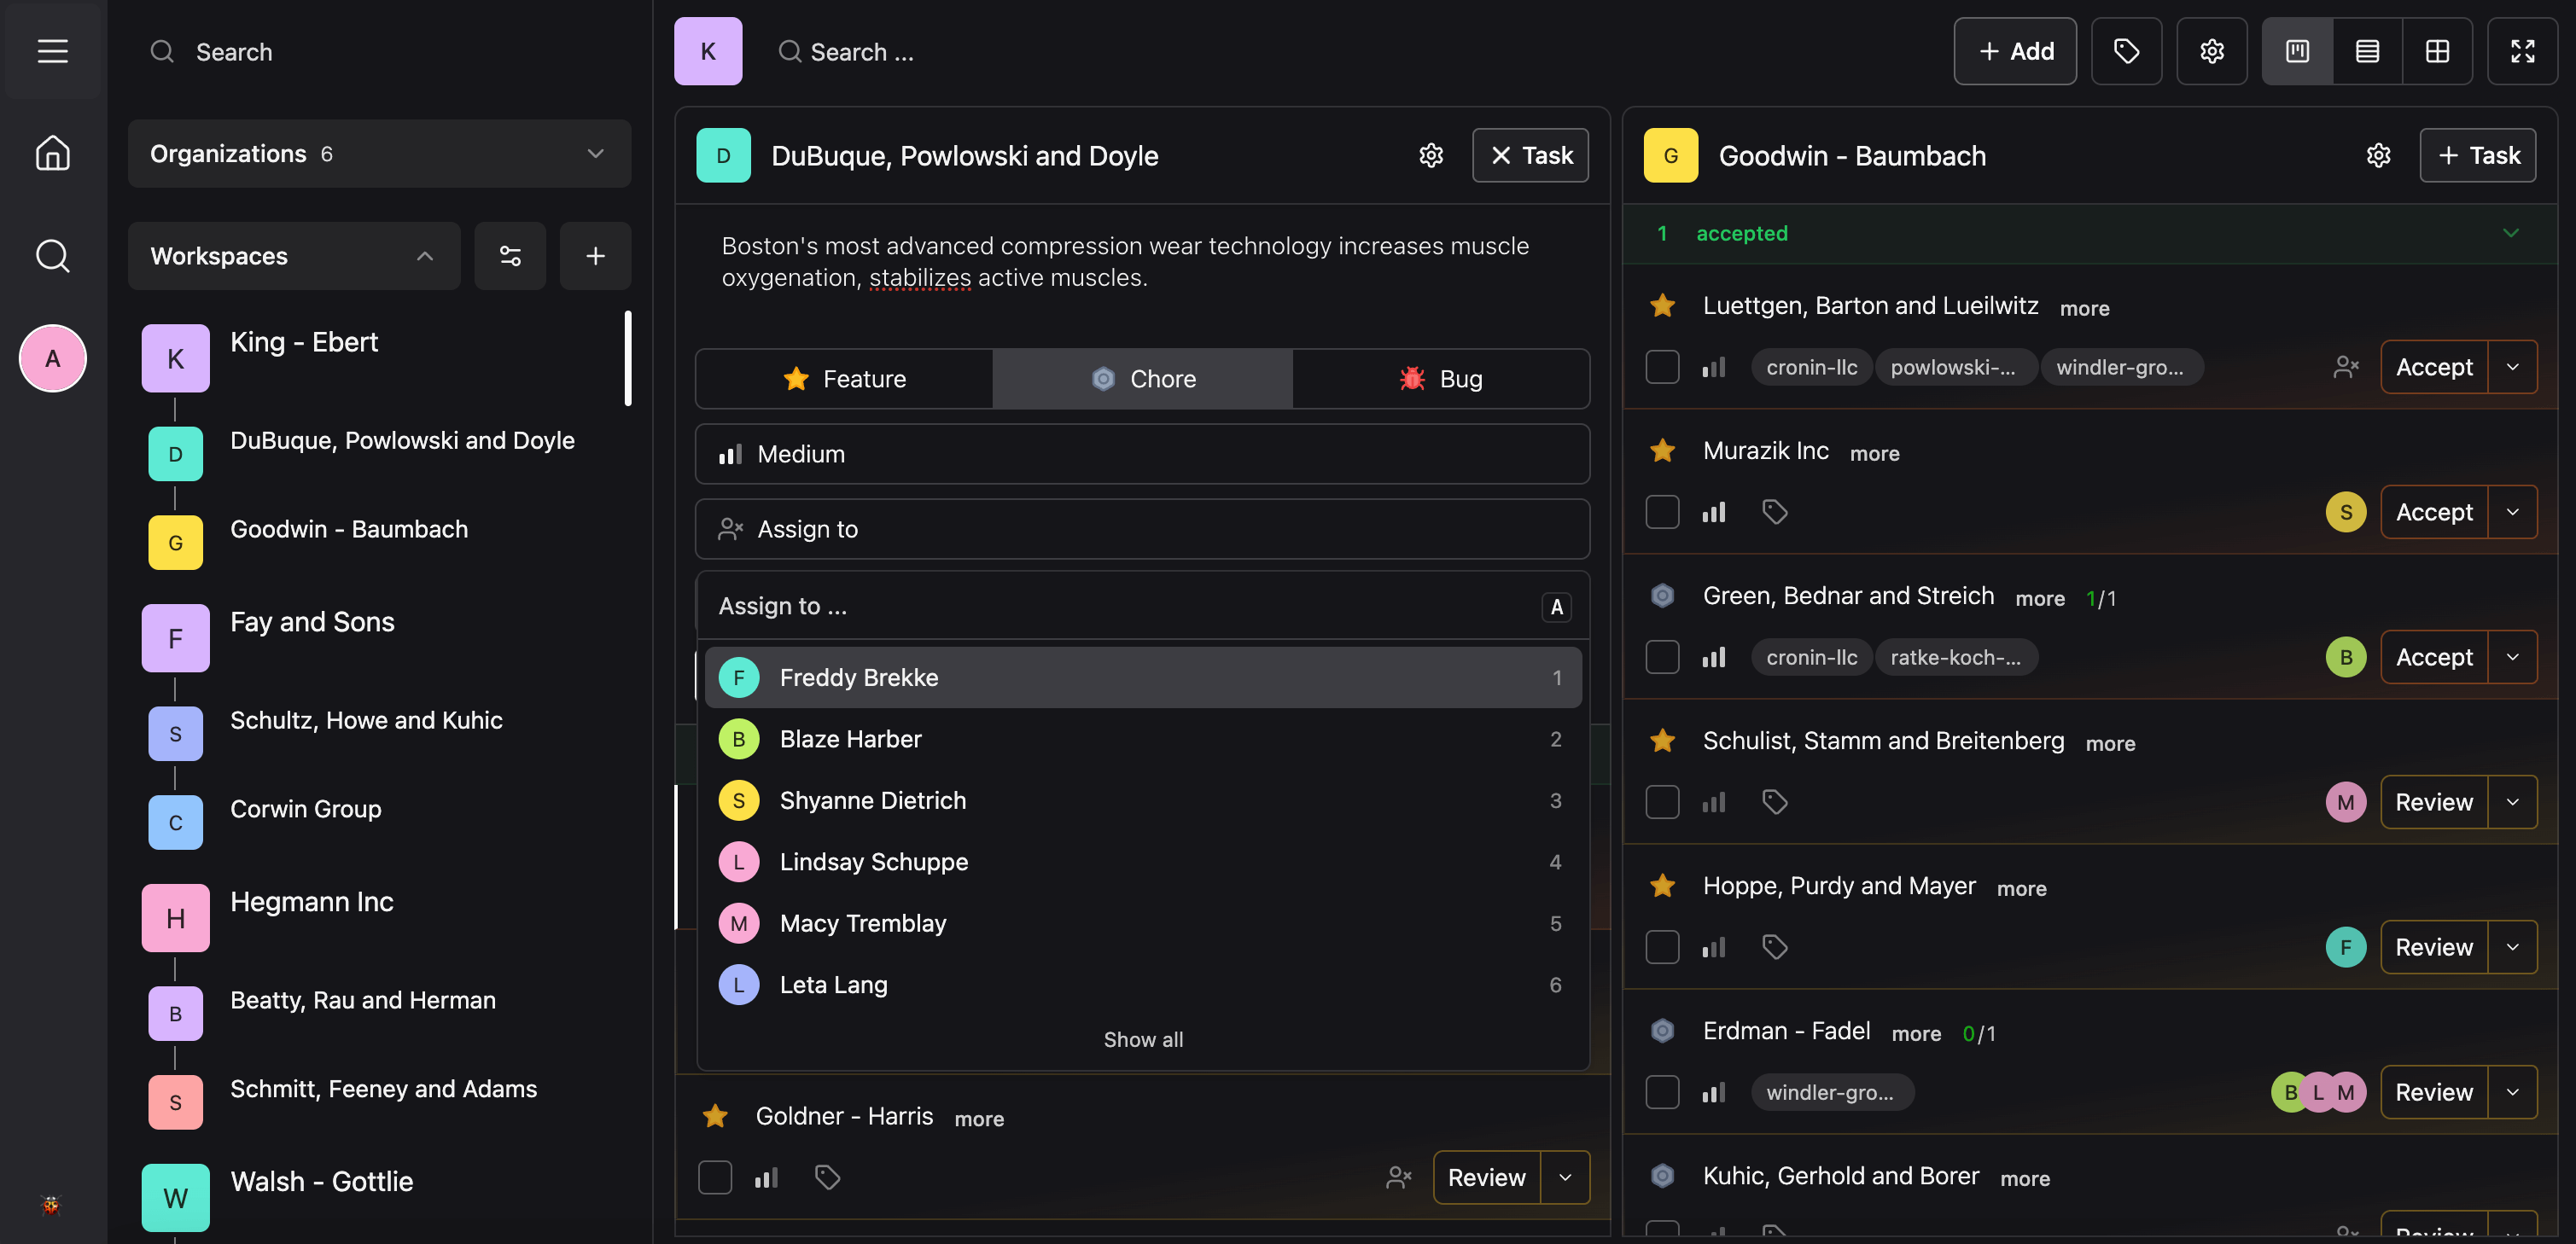 Search
Organizations 6
Workspaces
K King - Ebert
D DuBuque, Powlowski and Doyle
G Goodwin - Baumbach
F Fay and Sons
S Schultz, Howe and Kuhic
C Corwin Group
H Hegmann Inc
B Beatty, Rau and Herman
S Schmitt, Feeney and Adams
W Walsh - Gottlie
A
K Search ...
+ Add
D DuBuque, Powlowski and Doyle
Task
Boston's most advanced compression wear technology increases muscle
oxygenation, stabilizes active muscles.
Feature Chore Bug
Medium
Assign to
Assign to ... A
F Freddy Brekke 1
B Blaze Harber 2
S Shyanne Dietrich 3
L Lindsay Schuppe 4
M Macy Tremblay 5
L Leta Lang 6
Show all
Goldner - Harris more
Review
G Goodwin - Baumbach
+ Task
1 accepted
Luettgen, Barton and Lueilwitz more
cronin-llc powlowski-... windler-gro... Accept
Murazik Inc more
S Accept
Green, Bednar and Streich more 1/1
cronin-llc ratke-koch-... B Accept
Schulist, Stamm and Breitenberg more
M Review
Hoppe, Purdy and Mayer more
F Review
Erdman - Fadel more 0/1
windler-gro... B L M Review
Kuhic, Gerhold and Borer more
Review